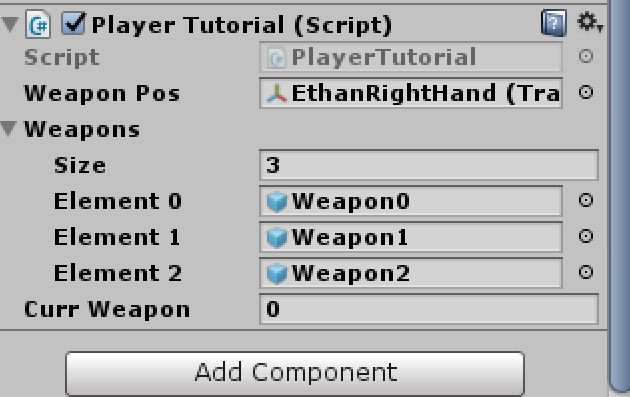 Player Tutorial (Script)
Script PlayerTutorial
Weapon Pos EthanRightHand (Tra
Weapons
Size 3
Element 0 Weapon0
Element 1 Weapon1
Element 2 Weapon2
Curr Weapon 0
Add Component